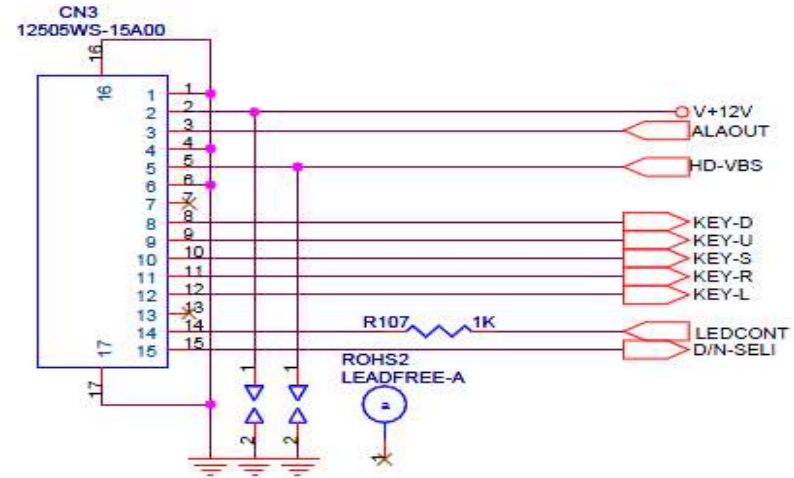 CN3
12505WS-15A00
16
16
1 1
2 2 V+12V
3 3 ALAOUT
4 4
5 5 HD-VBS
6 6
7 7
8 8 KEY-D
9 9 KEY-U
10 10 KEY-S
11 11 KEY-R
12 12 KEY-L
13 13
14 14 R107 1K LEDCONT
15 15 D/N-SELI
17
17
ROHS2
LEADFREE-A
1 1
a
2 2
1